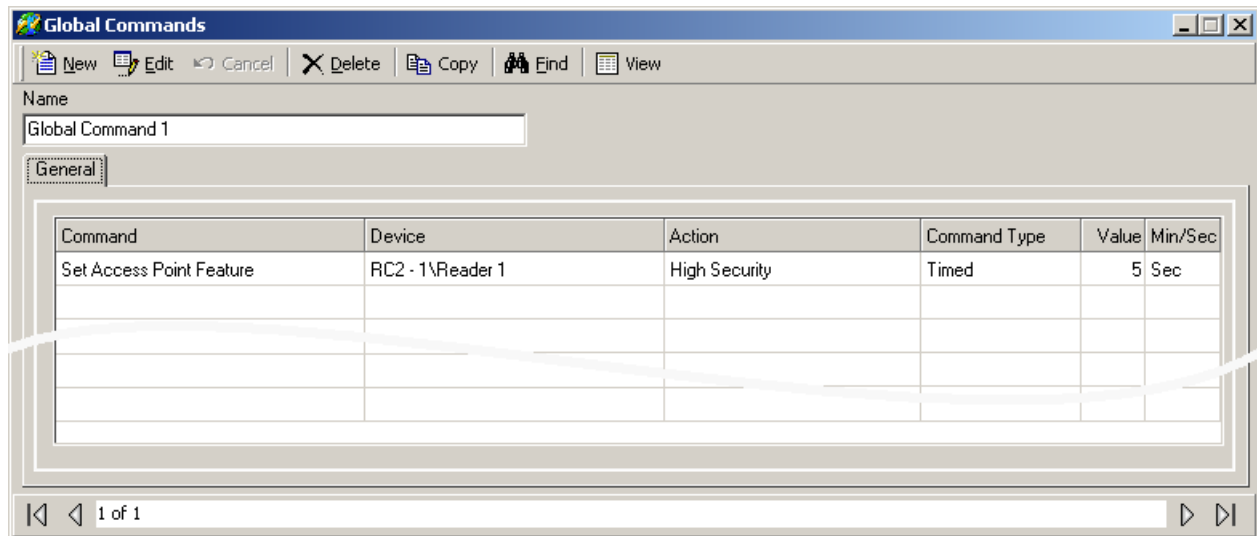 Global Commands
New Edit Cancel Delete Copy Find View
Name
Global Command 1
General
Command Device Action Command Type Value Min/Sec
Set Access Point Feature RC2 - 1\Reader 1 High Security Timed 5 Sec
1 of 1